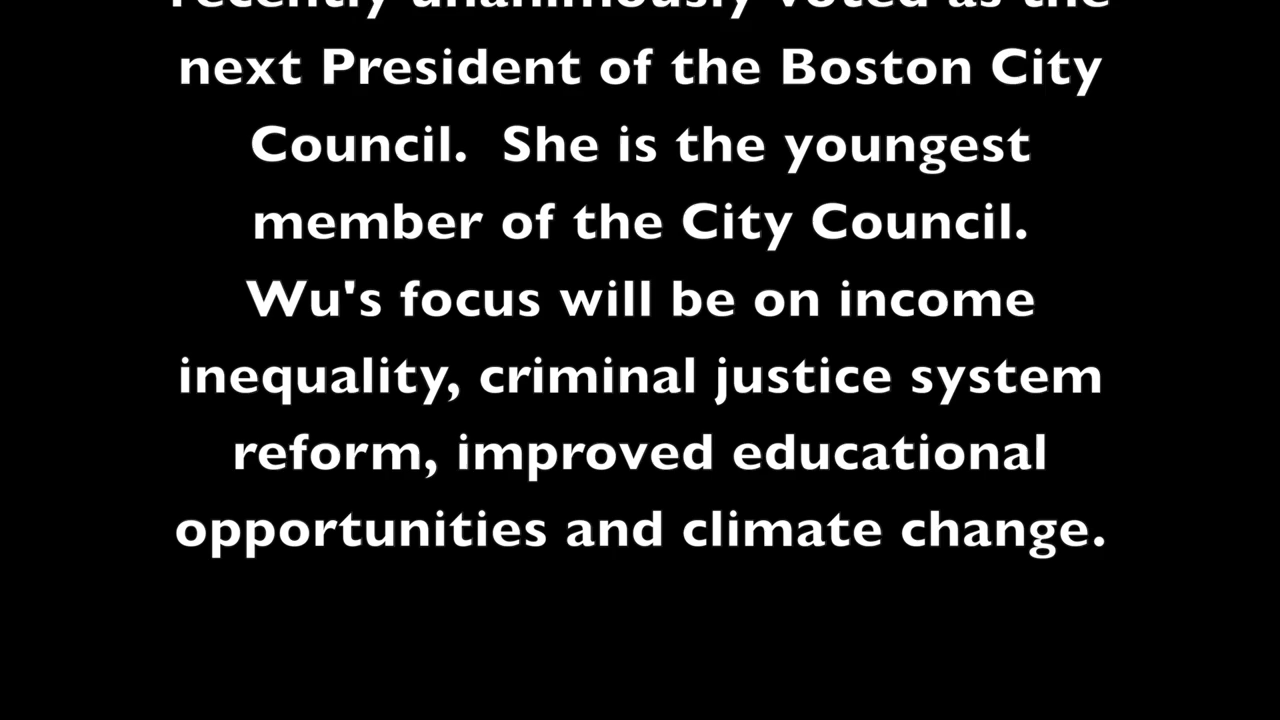 recently unanimously voted as the
next President of the Boston City
Council.  She is the youngest
member of the City Council.
Wu's focus will be on income
inequality, criminal justice system
reform, improved educational
opportunities and climate change.